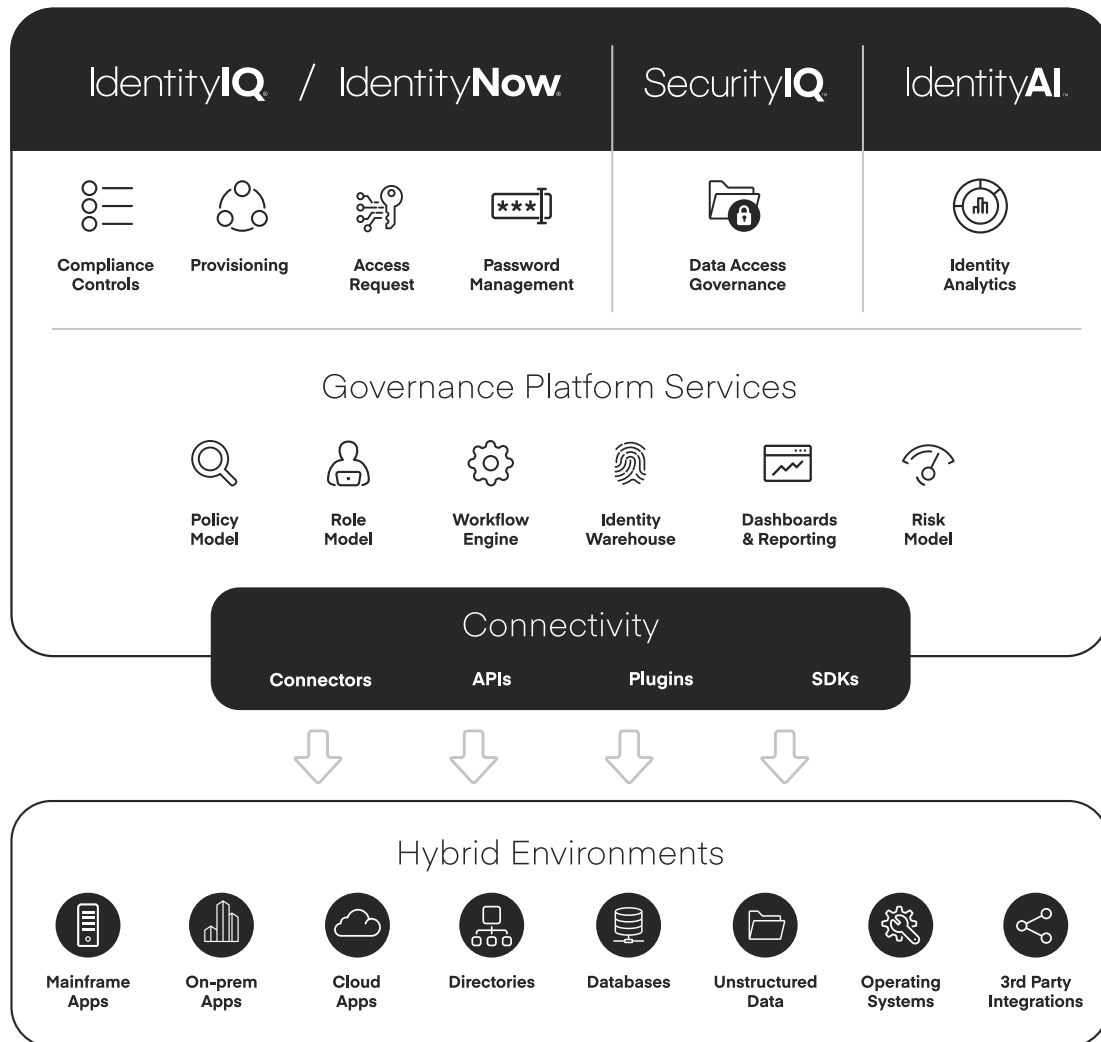 IdentityIQ® / IdentityNow® SecurityIQ™ IdentityAI™
Compliance Controls
Provisioning
Access Request
***
Password Management
Data Access Governance
Identity Analytics
Governance Platform Services
Policy Model
Role Model
Workflow Engine
Identity Warehouse
Dashboards & Reporting
Risk Model
Connectivity
Connectors APIs Plugins SDKs
Hybrid Environments
Mainframe Apps
On-prem Apps
Cloud Apps
Directories
Databases
Unstructured Data
Operating Systems
3rd Party Integrations